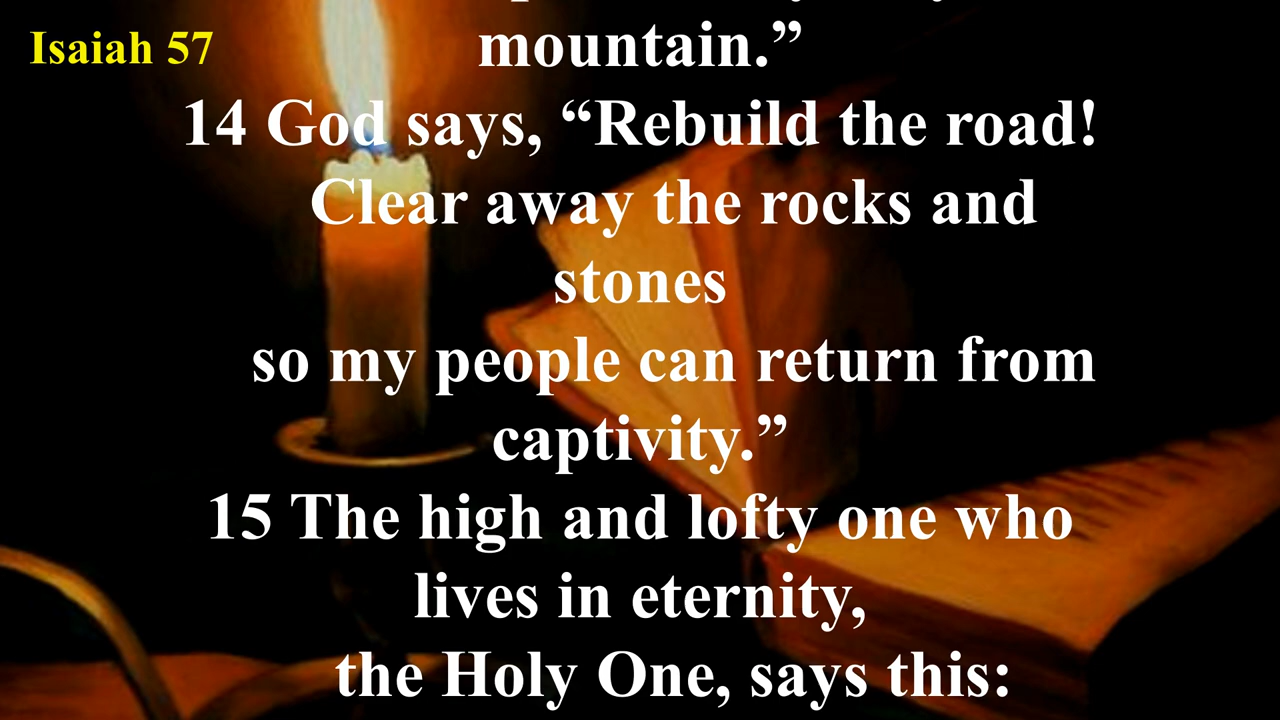 Isaiah 57
mountain.”
14 God says, “Rebuild the road!
Clear away the rocks and
stones
so my people can return from
captivity.”
15 The high and lofty one who
lives in eternity,
the Holy One, says this: